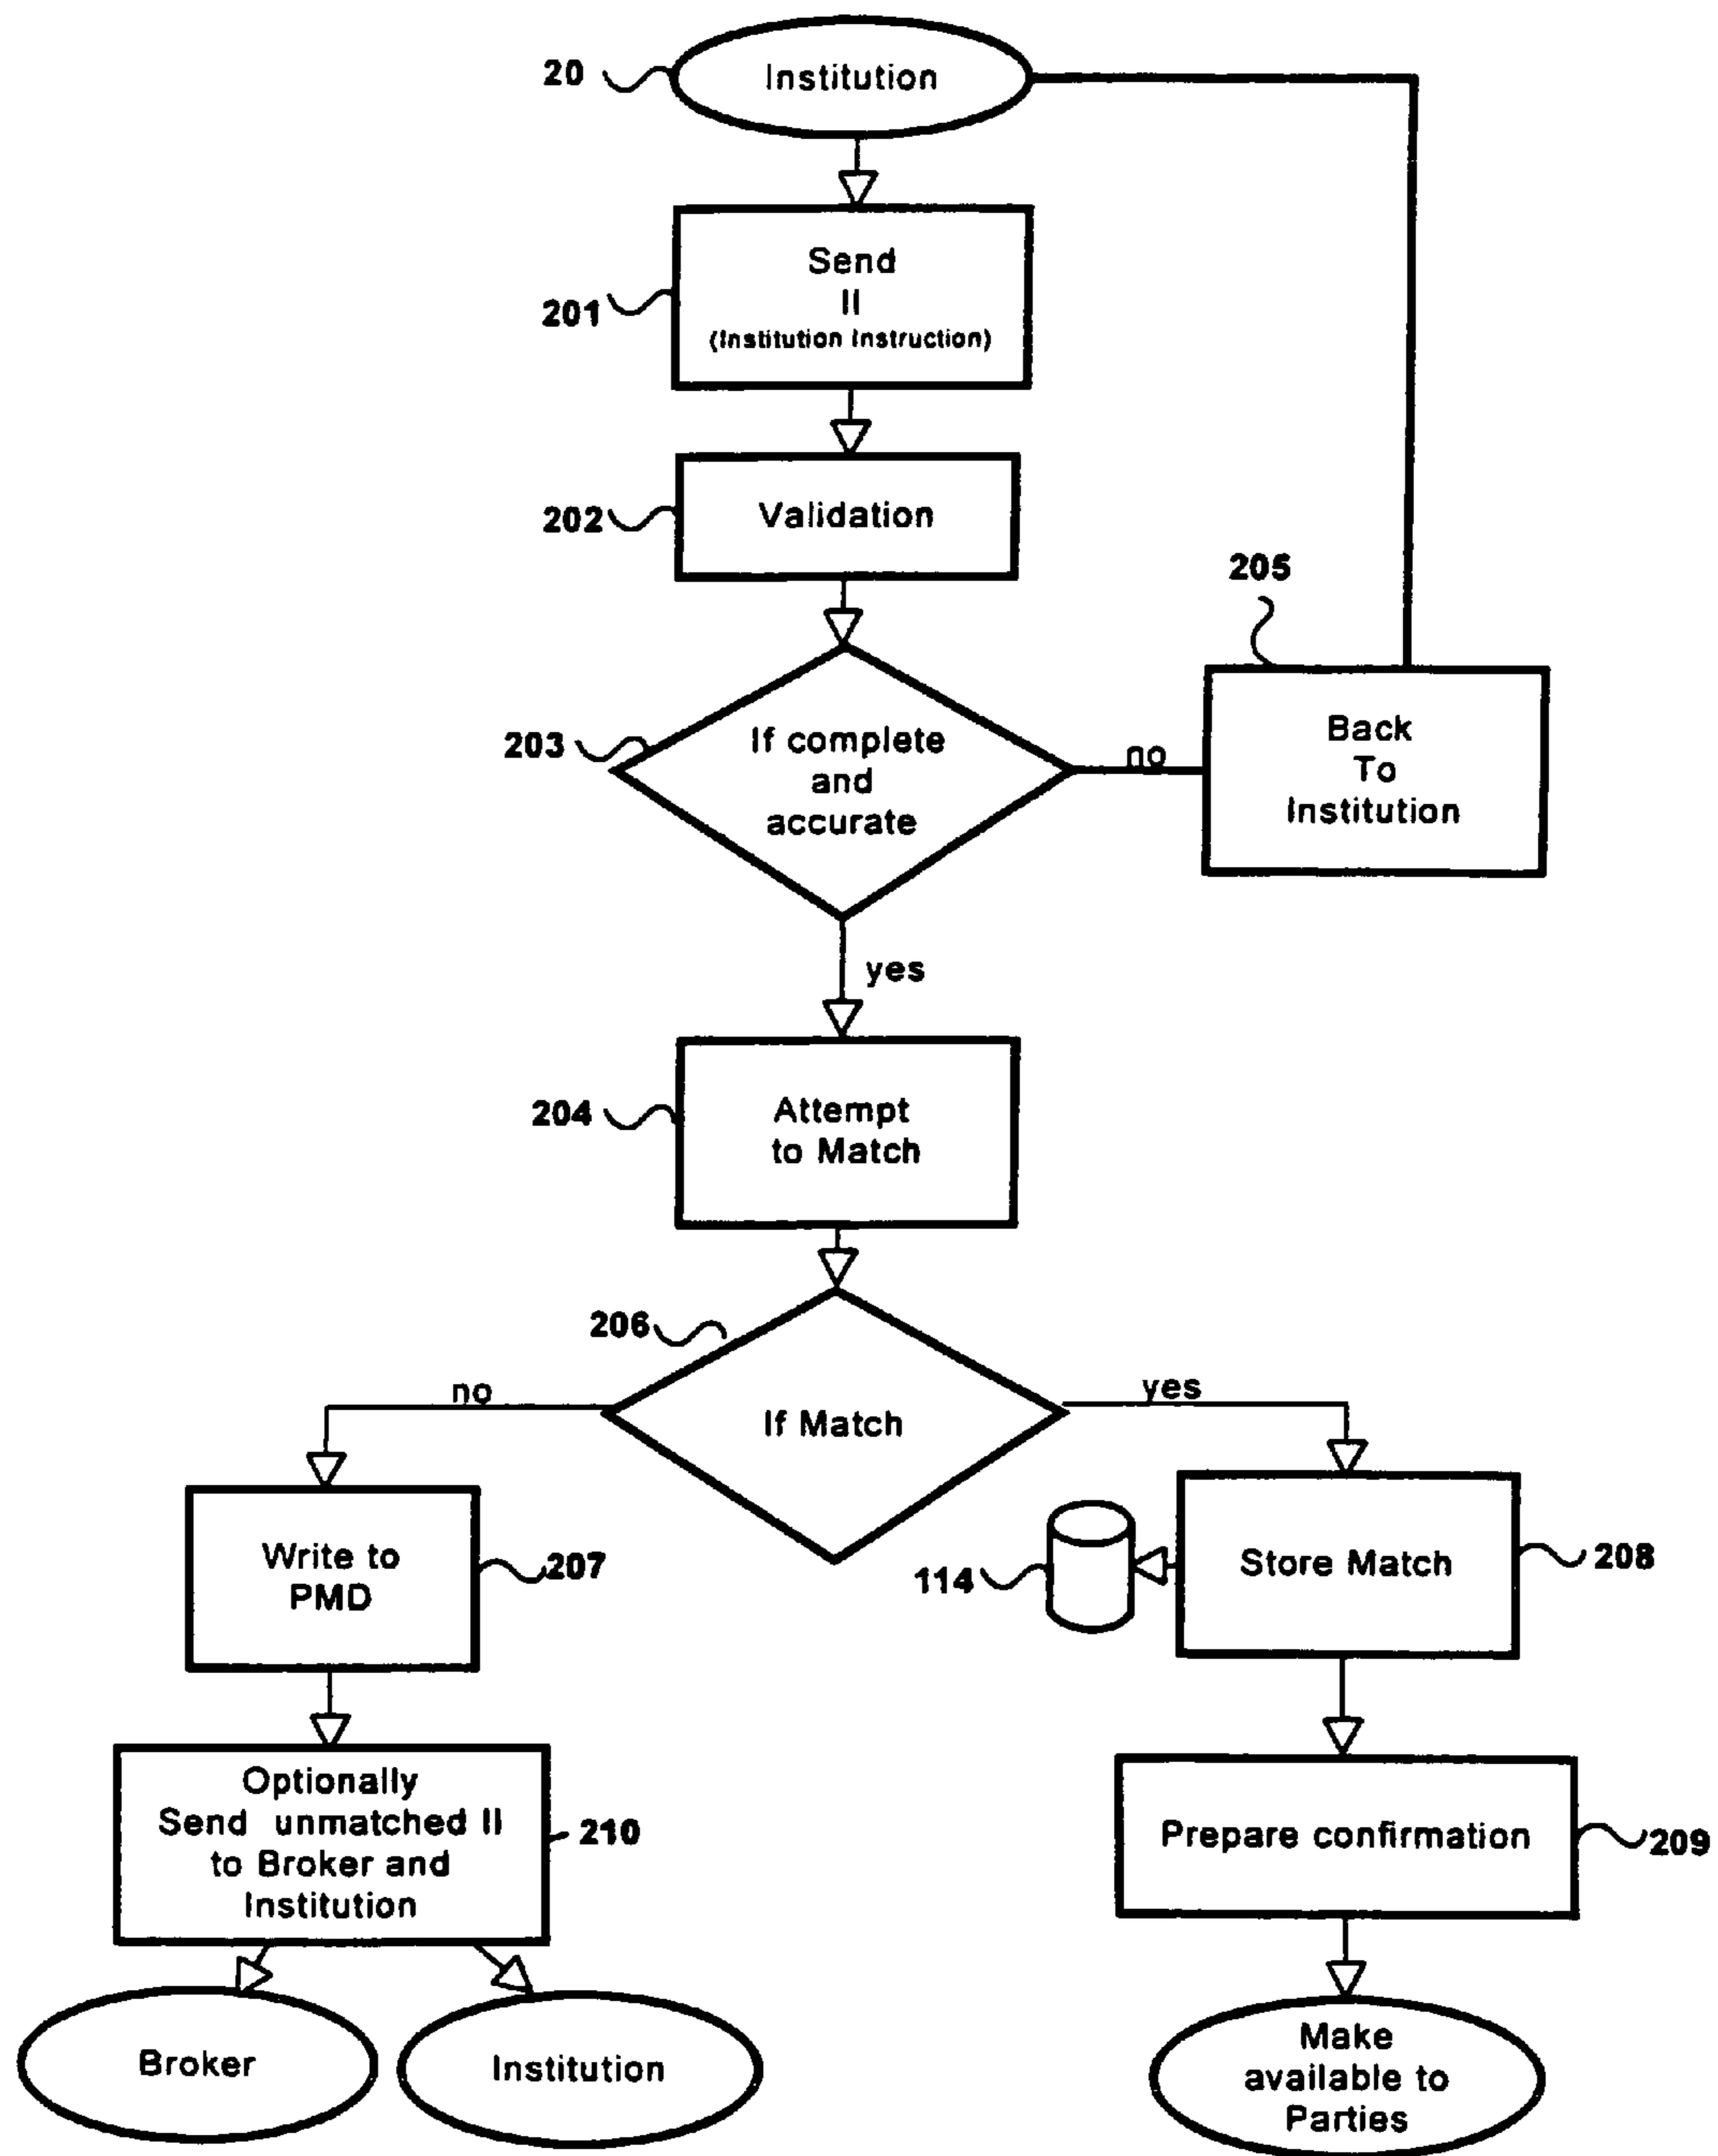 20
Institution
Send
II
(Institution Instruction)
201
Validation
202
205
203
If complete
and
accurate
no
Back
To
Institution
yes
204
Attempt
to Match
206
no
If Match
yes
Write to
PMD
207
114
Store Match
208
Optionally
Send unmatched II
to Broker and
Institution
210
Prepare confirmation
209
Broker
Institution
Make
available to
Parties